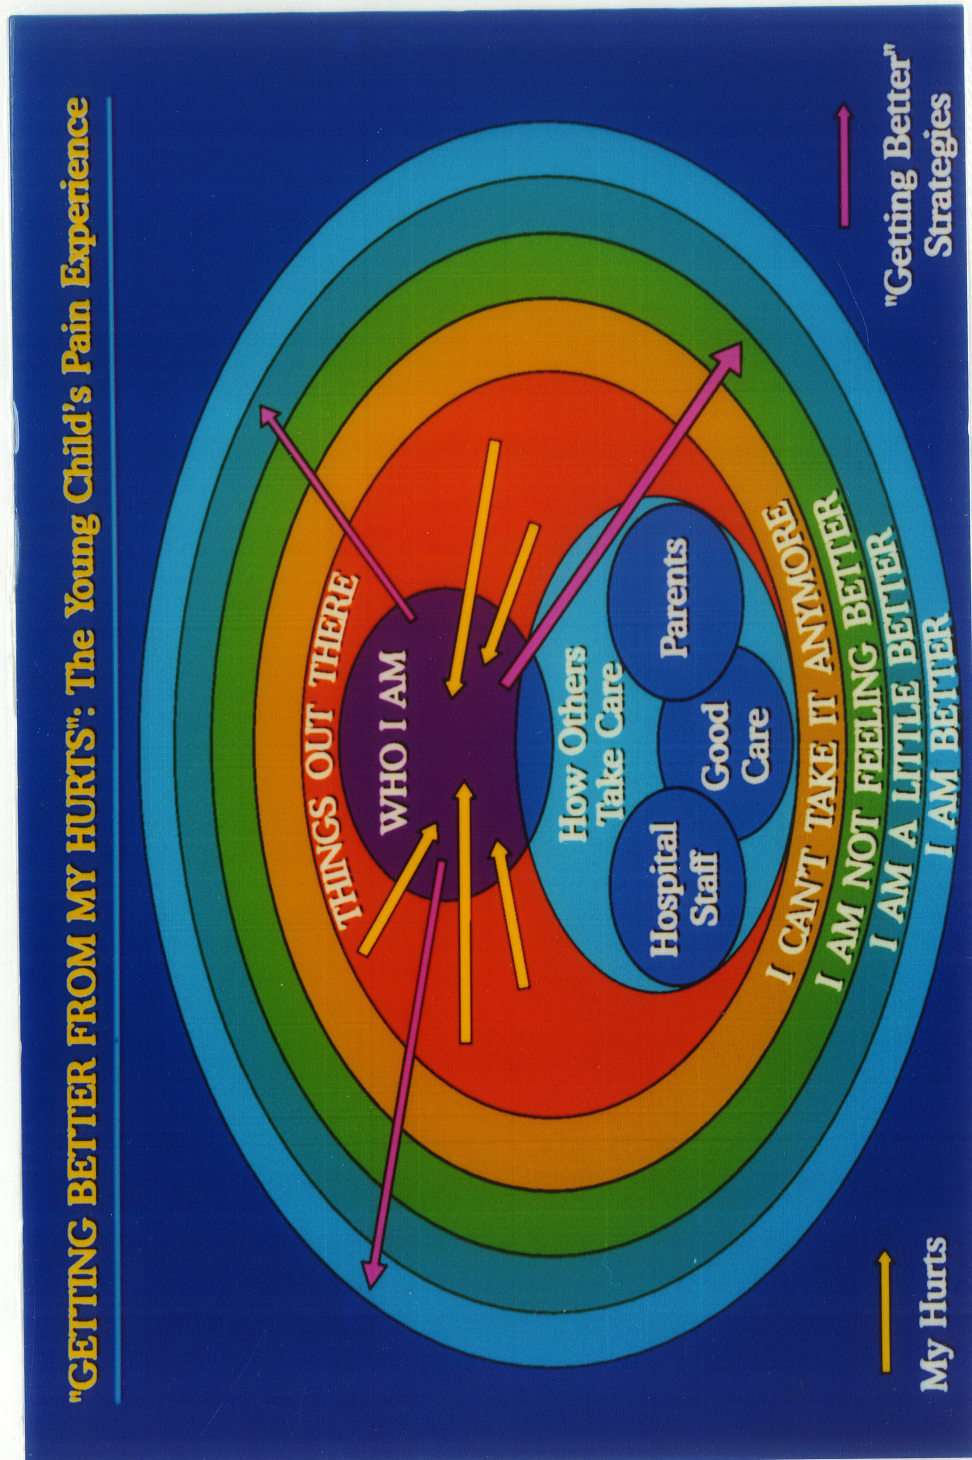 "GETTING BETTER FROM MY HURTS": The Young Child's Pain Experience
THINGS OUT THERE
WHO I AM
How Others
Take Care
Parents
Good
Care
Hospital
Staff
I CAN'T TAKE IT ANYMORE
I AM NOT FEELING BETTER
I AM A LITTLE BETTER
I AM BETTER
My Hurts
"Getting Better"
Strategies